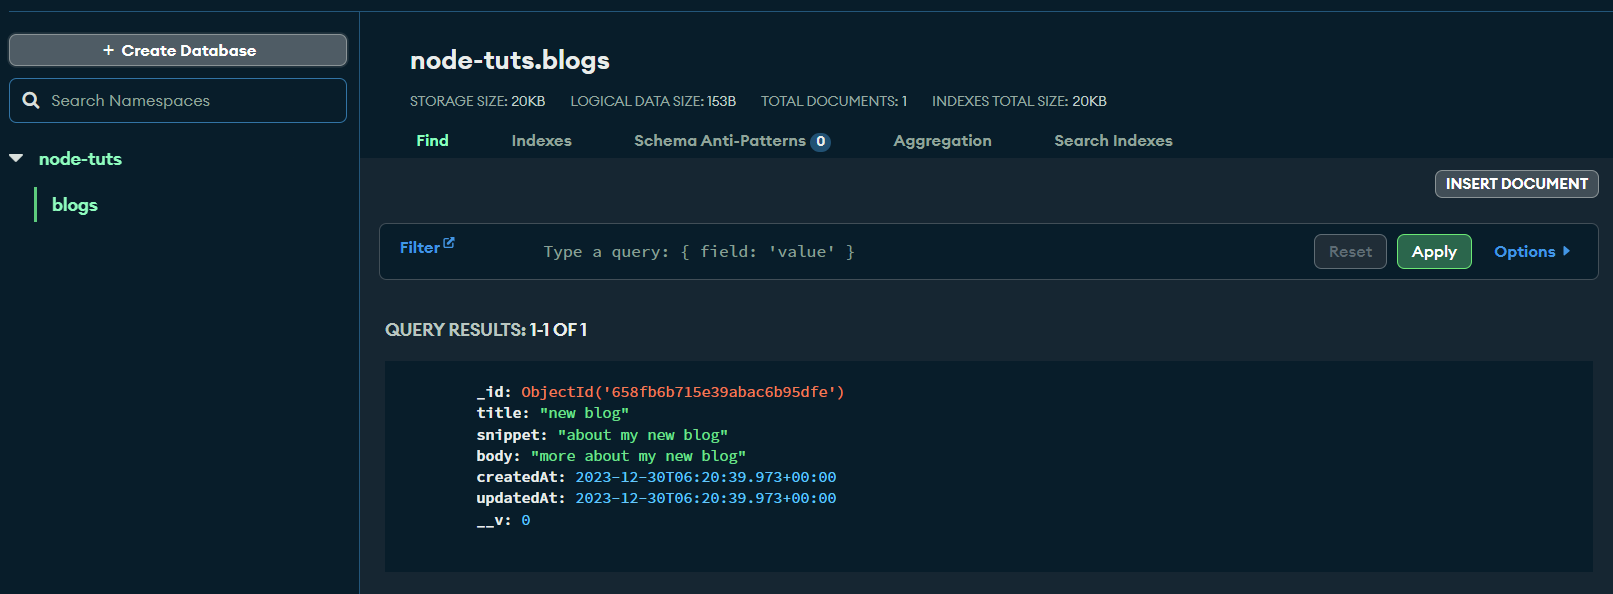 + Create Database
Search Namespaces
node-tuts
blogs
node-tuts.blogs
STORAGE SIZE: 20KB LOGICAL DATA SIZE: 153B TOTAL DOCUMENTS: 1 INDEXES TOTAL SIZE: 20KB
Find Indexes Schema Anti-Patterns 0 Aggregation Search Indexes
INSERT DOCUMENT
Filter Type a query: { field: 'value' } Reset Apply Options
QUERY RESULTS: 1-1 OF 1
_id: ObjectId('658fb6b715e39abac6b95dfe')
title: "new blog"
snippet: "about my new blog"
body: "more about my new blog"
createdAt: 2023-12-30T06:20:39.973+00:00
updatedAt: 2023-12-30T06:20:39.973+00:00
__v: 0